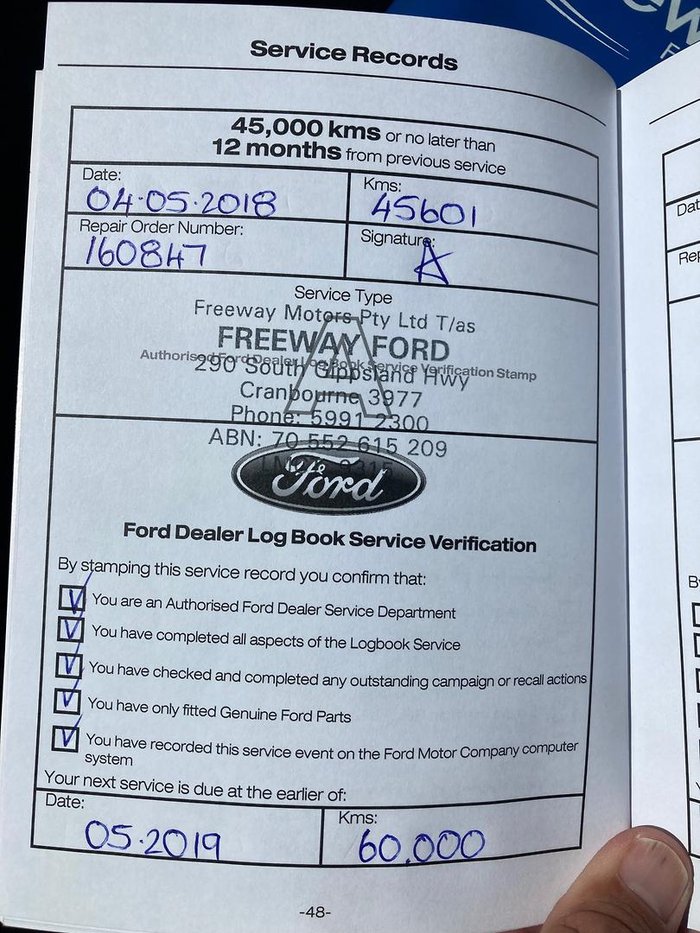 Service Records
45,000 kms or no later than
12 months from previous service
Date:
04-05-2018
Kms:
45601
Repair Order Number:
160847
Signature:
A
Service Type
Freeway Motors Pty Ltd T/as
FREEWAY FORD
Authorised Ford Dealer Log Book Service Verification Stamp
290 South Gippsland Hwy
Cranbourne 3977
Phone: 5991 2300
ABN: 70 552 615 209
Ford
Ford Dealer Log Book Service Verification
By stamping this service record you confirm that:
You are an Authorised Ford Dealer Service Department
You have completed all aspects of the Logbook Service
You have checked and completed any outstanding campaign or recall actions
You have only fitted Genuine Ford Parts
You have recorded this service event on the Ford Motor Company computer
system
Your next service is due at the earlier of:
Date:
05.2019
Kms:
60,000
-48-